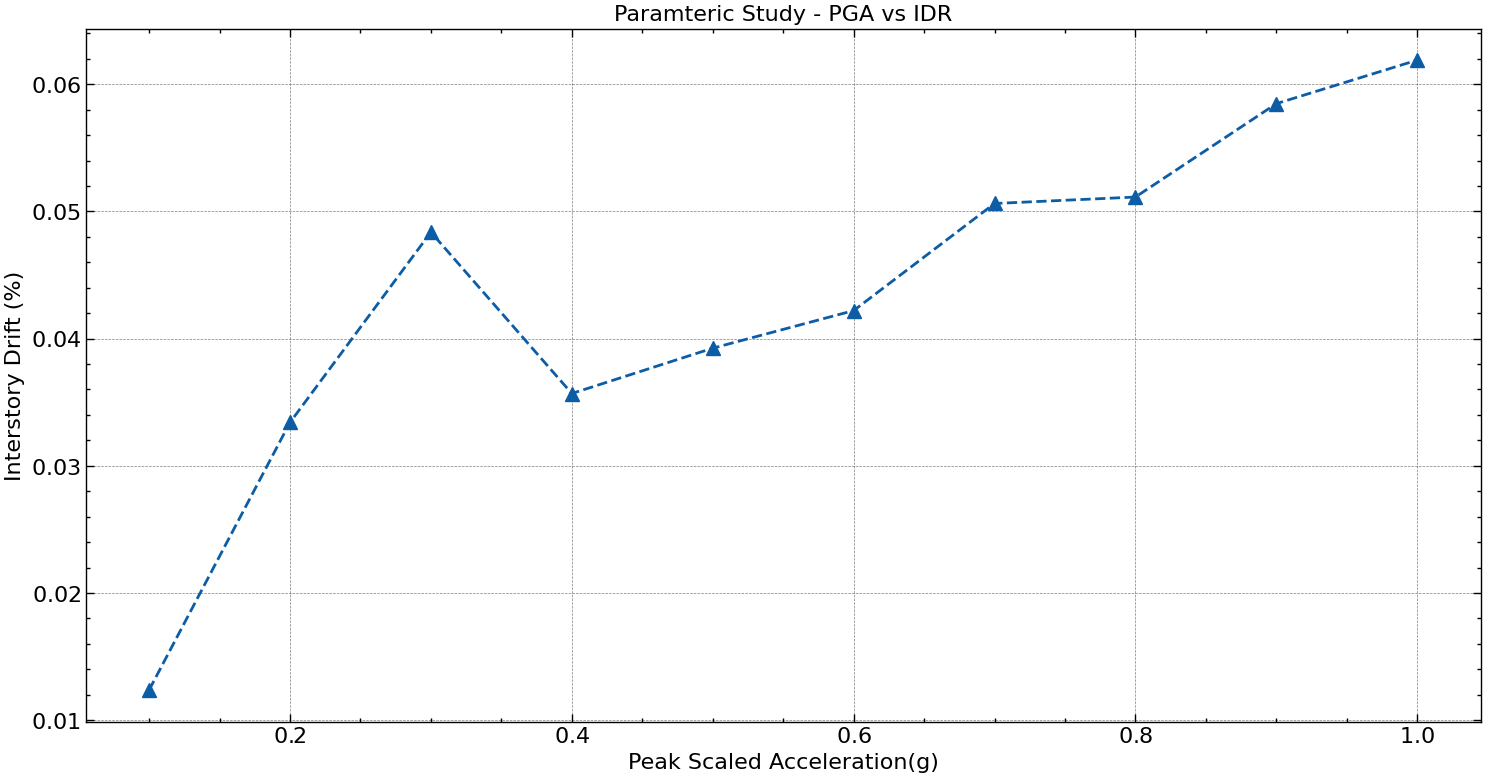 Paramteric Study - PGA vs IDR
0.06
0.05
0.04
0.03
0.02
0.01
Interstory Drift (%)
0.2 0.4 0.6 0.8 1.0
Peak Scaled Acceleration(g)